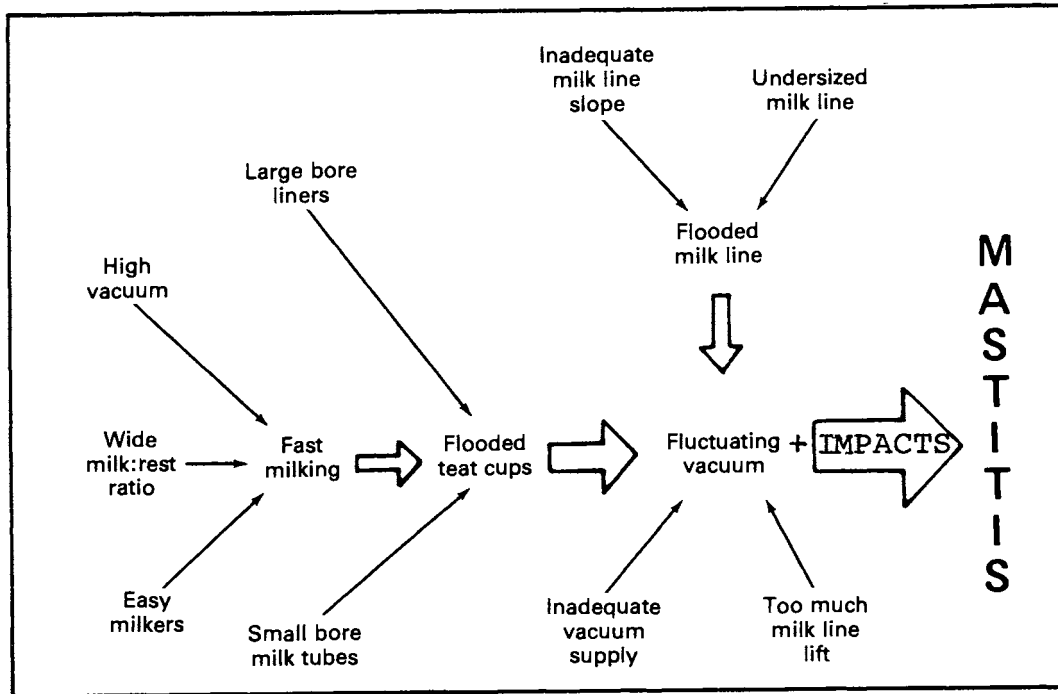 Inadequate
milk line
slope
Undersized
milk line
Large bore
liners
Flooded
milk line
High
vacuum
Wide
milk:rest
ratio
Fast
milking
Flooded
teat cups
Fluctuating
vacuum
+
IMPACTS
MASTITIS
Easy
milkers
Small bore
milk tubes
Inadequate
vacuum
supply
Too much
milk line
lift